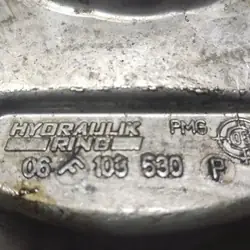 HYDRAULIK PMG
RING
06 103 530 P